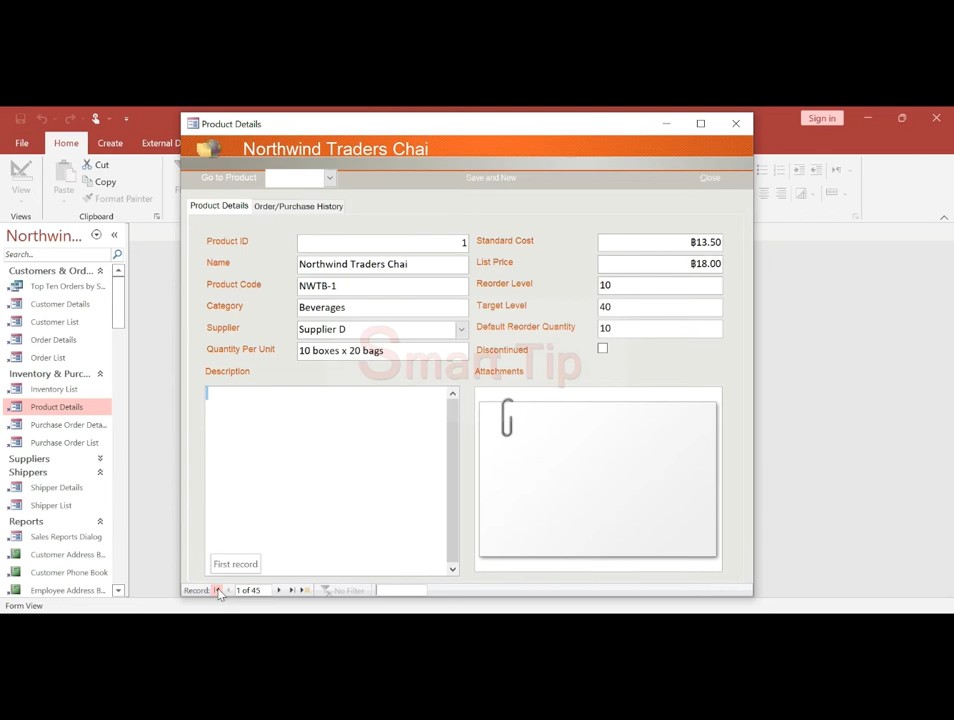 Product Details
Sign in
File
Home
Create
External D
View
Paste
Cut
Copy
Format Painter
Views
Clipboard
Northwind Traders Chai
Go to Product
Save and New
Close
Product Details
Order/Purchase History
Northwin...
Search...
Customers & Ord...
Top Ten Orders by S...
Customer Details
Customer List
Order Details
Order List
Inventory & Purc...
Inventory List
Product Details
Purchase Order Deta...
Purchase Order List
Suppliers
Shippers
Shipper Details
Shipper List
Reports
Sales Reports Dialog
Customer Address B...
Customer Phone Book
Employee Address B...
Product ID
1
Name
Northwind Traders Chai
Product Code
NWTB-1
Category
Beverages
Supplier
Supplier D
Quantity Per Unit
10 boxes x 20 bags
Description
Standard Cost
฿13.50
List Price
฿18.00
Reorder Level
10
Target Level
40
Default Reorder Quantity
10
Discontinued
Attachments
Smart Tip
First record
Record:
1 of 45
No Filter
Form View